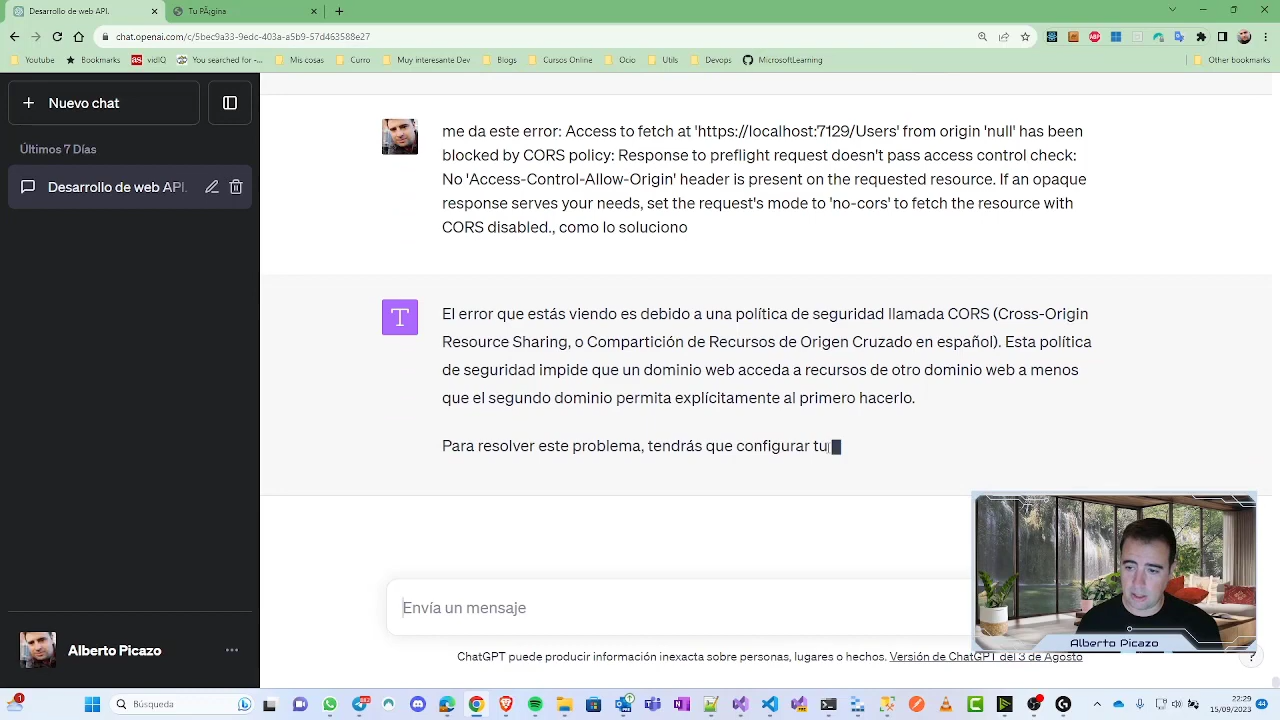 Desarrollo de web API.
Tu Página
chat.openai.com/c/5bec9a33-9edc-403a-a5b9-57d463588e27
Youtube
Bookmarks
vidIQ
You searched for -...
Mis cosas
Curro
Muy interesante Dev
Blogs
Cursos Online
Ocio
Utils
Devops
MicrosoftLearning
Other bookmarks
Nuevo chat
Últimos 7 Días
Desarrollo de web API.
me da este error: Access to fetch at 'https://localhost:7129/Users' from origin 'null' has been
blocked by CORS policy: Response to preflight request doesn't pass access control check:
No 'Access-Control-Allow-Origin' header is present on the requested resource. If an opaque
response serves your needs, set the request's mode to 'no-cors' to fetch the resource with
CORS disabled., como lo soluciono
T
El error que estás viendo es debido a una política de seguridad llamada CORS (Cross-Origin
Resource Sharing, o Compartición de Recursos de Origen Cruzado en español). Esta política
de seguridad impide que un dominio web acceda a recursos de otro dominio web a menos
que el segundo dominio permita explícitamente al primero hacerlo.
Para resolver este problema, tendrás que configurar tu
Envía un mensaje
Alberto Picazo
Alberto Picazo
ChatGPT puede producir información inexacta sobre personas, lugares o hechos. Versión de ChatGPT del 3 de Agosto
?
Búsqueda
22:29
15/09/2023